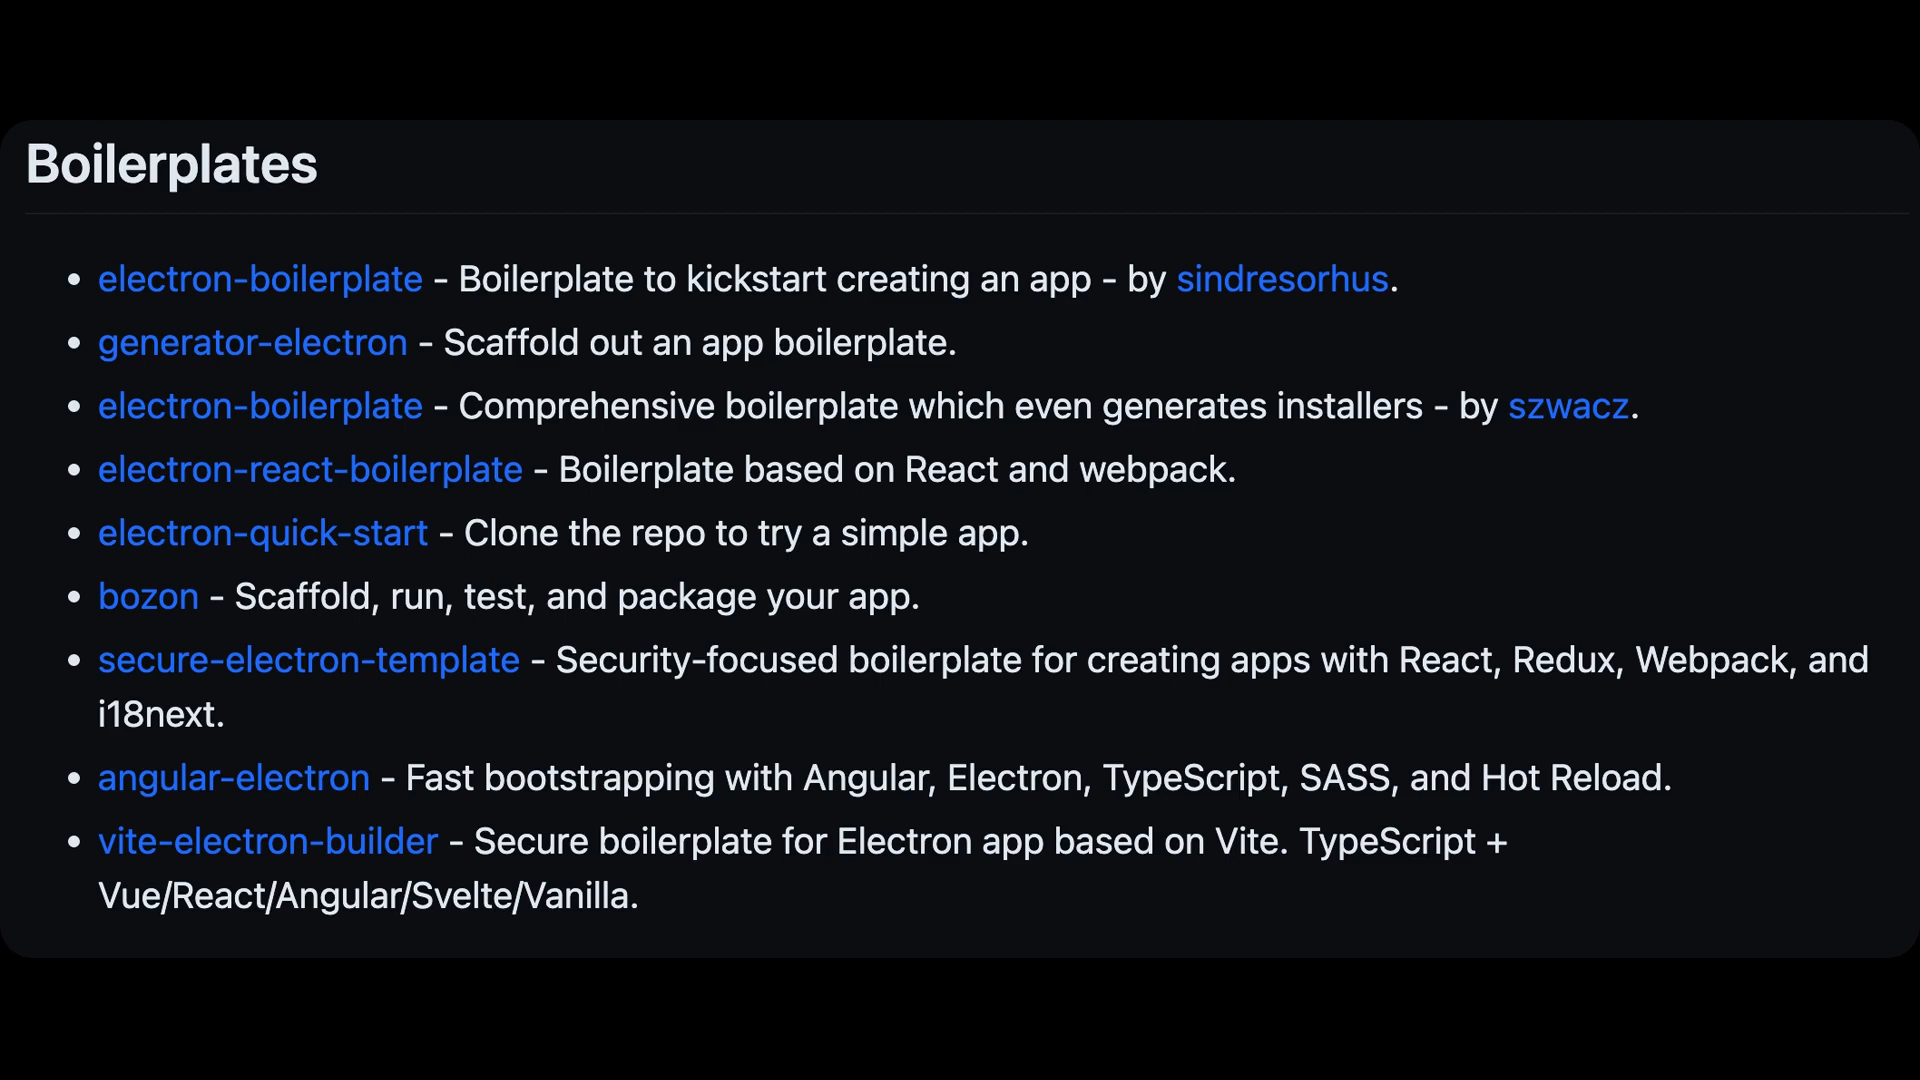 Boilerplates
• electron-boilerplate - Boilerplate to kickstart creating an app - by sindresorhus.
• generator-electron - Scaffold out an app boilerplate.
• electron-boilerplate - Comprehensive boilerplate which even generates installers - by szwacz.
• electron-react-boilerplate - Boilerplate based on React and webpack.
• electron-quick-start - Clone the repo to try a simple app.
• bozon - Scaffold, run, test, and package your app.
• secure-electron-template - Security-focused boilerplate for creating apps with React, Redux, Webpack, and
i18next.
• angular-electron - Fast bootstrapping with Angular, Electron, TypeScript, SASS, and Hot Reload.
• vite-electron-builder - Secure boilerplate for Electron app based on Vite. TypeScript +
Vue/React/Angular/Svelte/Vanilla.